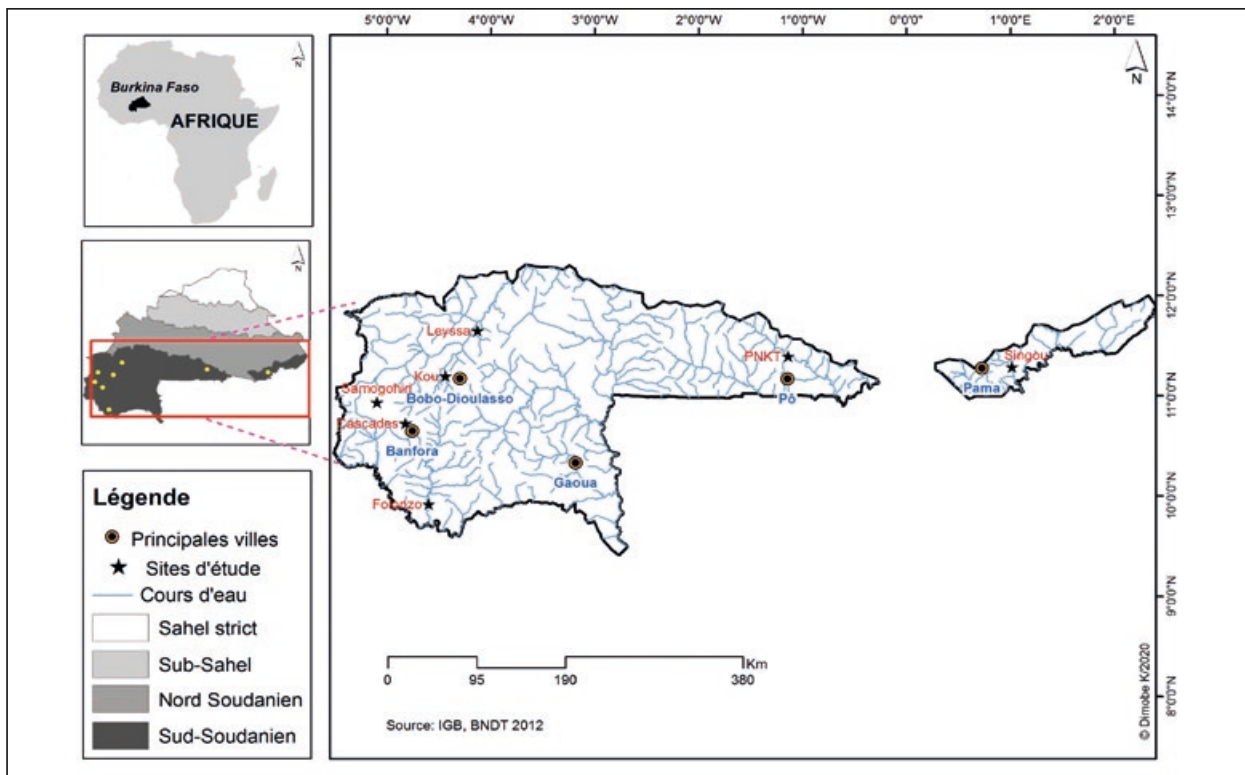 5°0'0"W 4°0'0"W 3°0'0"W 2°0'0"W 1°0'0"W 0°0'0" 1°0'0"E 2°0'0"E
N
Burkina Faso
AFRIQUE
N
N
14°0'0"N
13°0'0"N
12°0'0"N
11°0'0"N
10°0'0"N
9°0'0"N
8°0'0"N
Leyssa
PNKT
Singou
Kou
Samogohiri
Bobo-Dioulasso
Pô
Pama
Cascades
Banfora
Gaoua
Légende
Principales villes
Sites d'étude
Cours d'eau
Sahel strict
Sub-Sahel
Nord Soudanien
Sud-Soudanien
Km
0 95 190 380
Source: IGB, BNDT 2012
© Dimobe K/2020